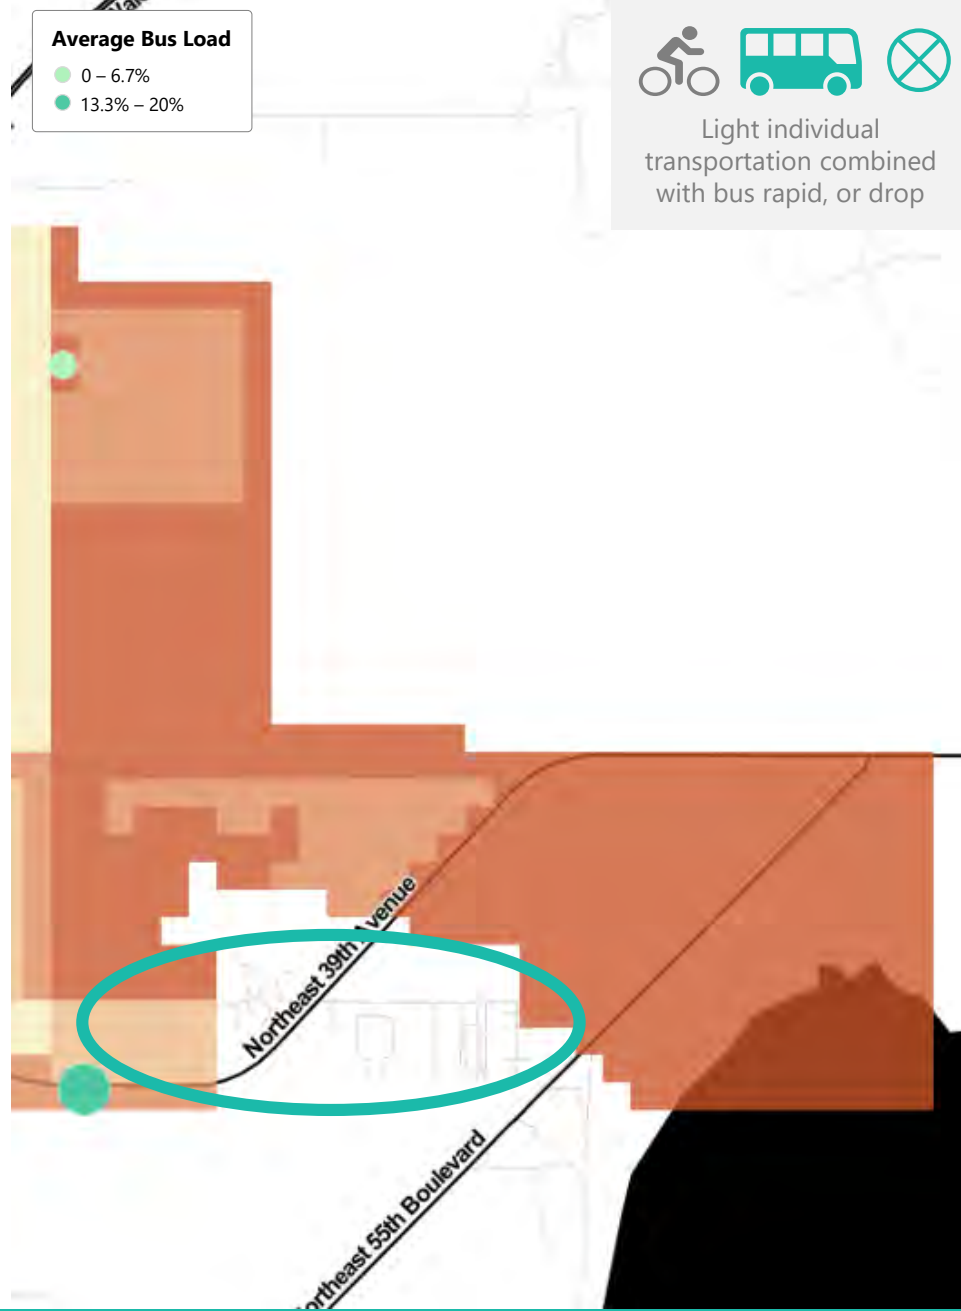 Average Bus Load
0 – 6.7%
13.3% – 20%
Light individual
transportation combined
with bus rapid, or drop
Northeast 39th Avenue
ortheast 55th Boulevard